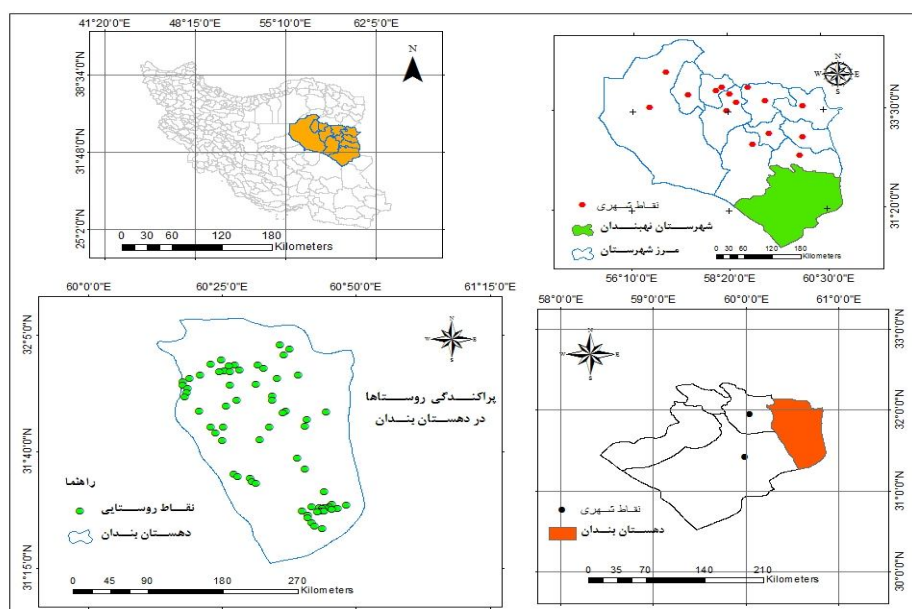 41°20'0"E 48°15'0"E 55°10'0"E 62°5'0"E
N
38°34'0"N
31°48'0"N
25°2'0"N
0 30 60 120 180
Kilometers
N
E
S
W
33°30'0"N
31°20'0"N
نقاط شهری
شهرستان نهبندان
مرز شهرستان
0 30 60 120 180
Kilometers
56°10'0"E 58°20'0"E 60°30'0"E
60°0'0"E 60°25'0"E 60°50'0"E 61°15'0"E
32°5'0"N
31°40'0"N
31°15'0"N
پراکندگی روستاها
در دهستان بندان
راهنما
نقاط روستایی
دهستان بندان
0 45 90 180 270
Kilometers
58°0'0"E 59°0'0"E 60°0'0"E 61°0'0"E
33°0'0"N
32°0'0"N
31°0'0"N
30°0'0"N
نقاط شهری
دهستان بندان
0 35 70 140 210
Kilometers